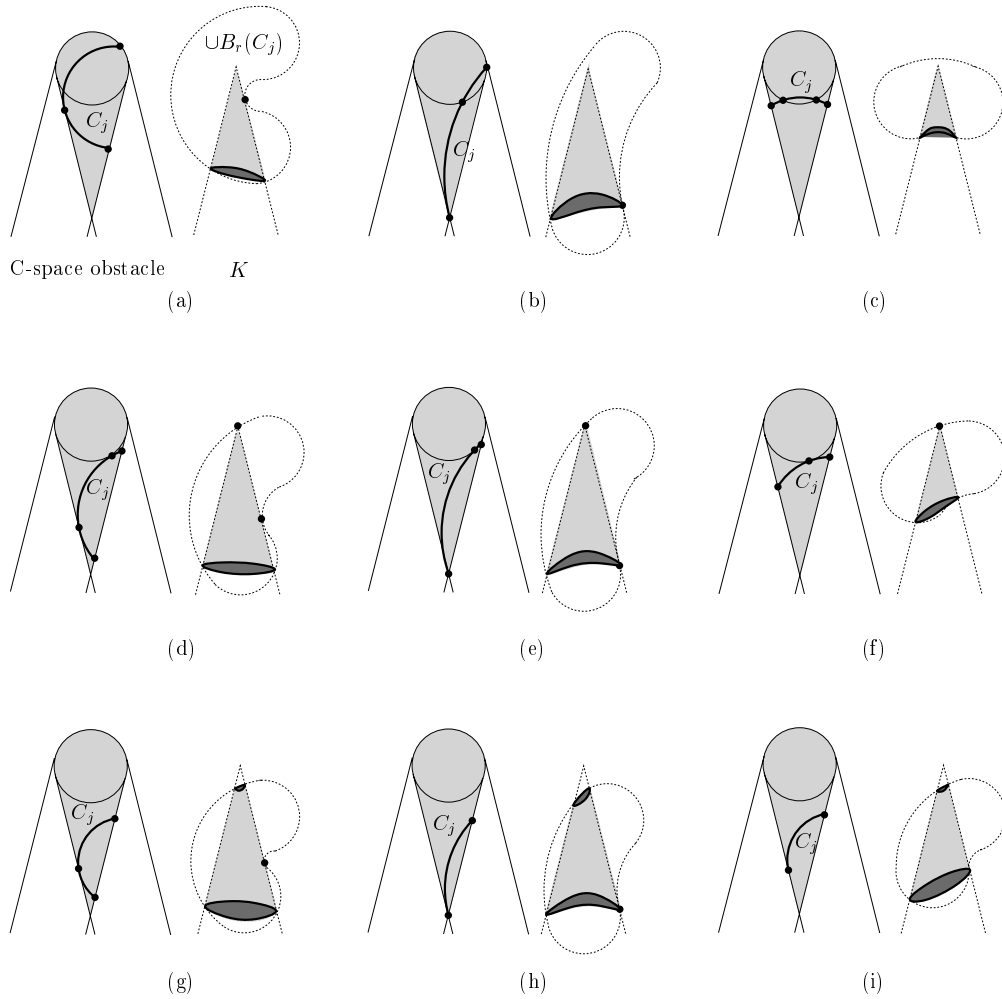 ∪B_r(C_j)
C_j C_j C_j
C-space obstacle K
(a) (b) (c)
C_j C_j C_j
(d) (e) (f)
C_j C_j C_j
(g) (h) (i)